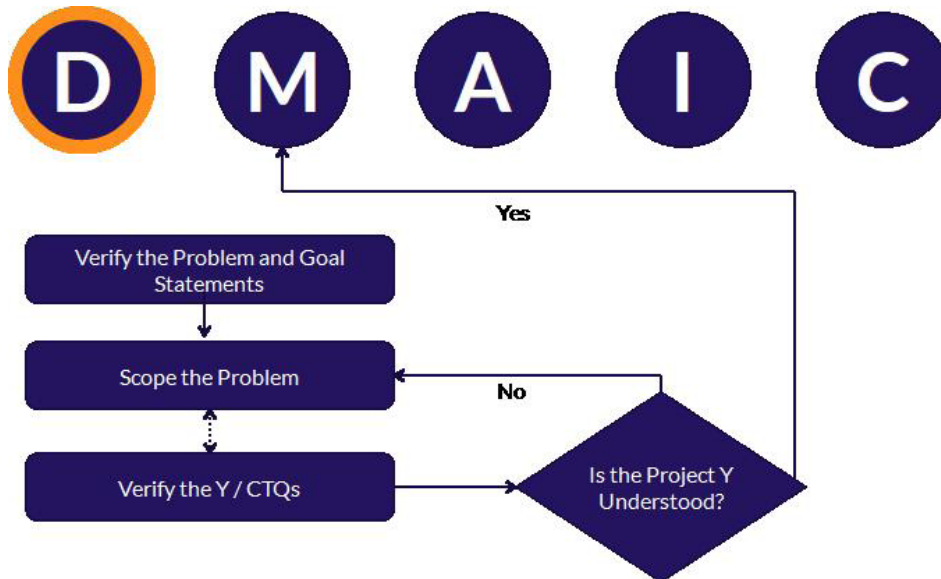 D M A I C
Yes
Verify the Problem and Goal
Statements
Scope the Problem
No
Verify the Y / CTQs
Is the Project Y
Understood?